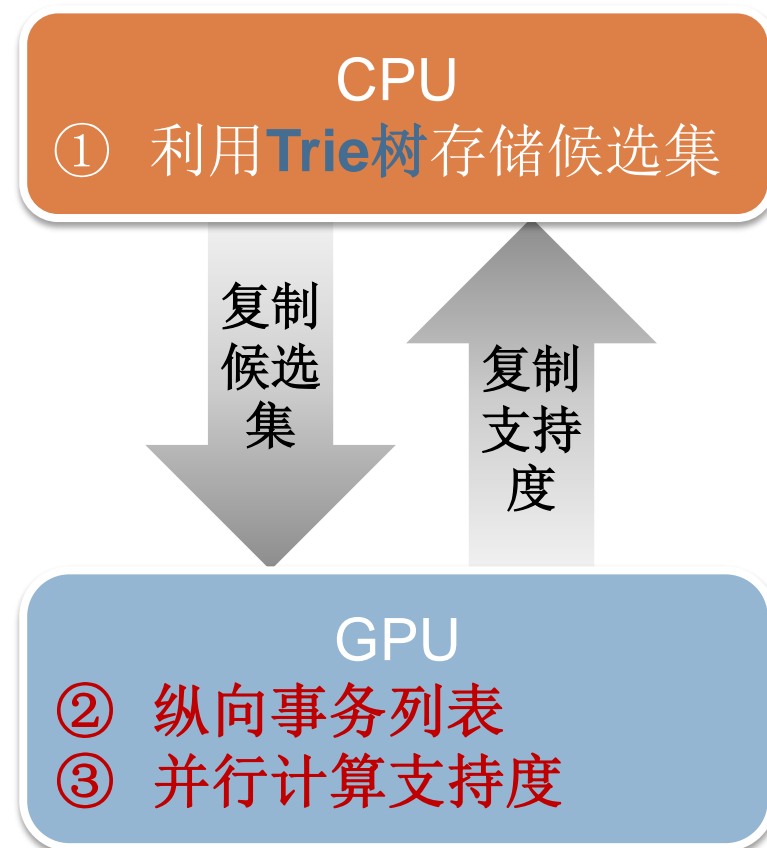 CPU
① 利用Trie树存储候选集
复制
候选
集
复制
支持
度
GPU
② 纵向事务列表
③ 并行计算支持度